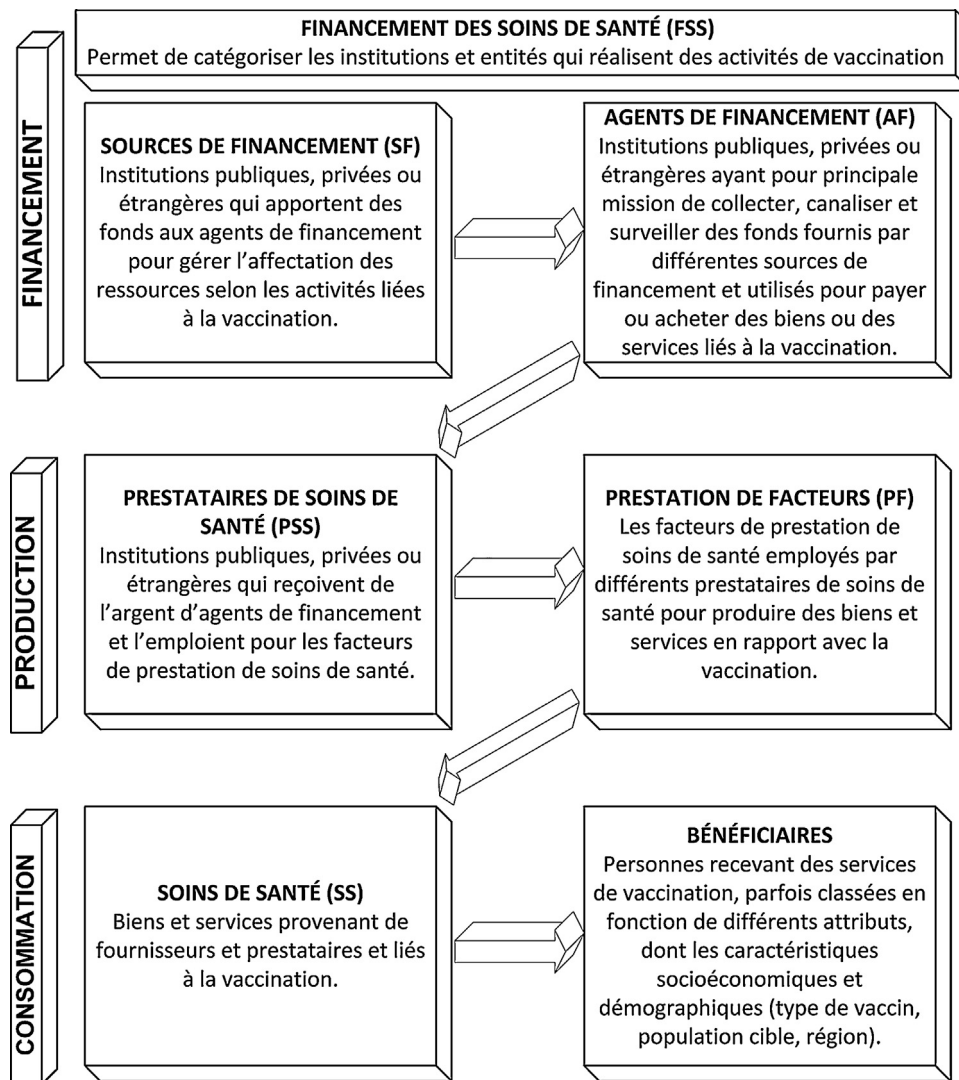 FINANCEMENT DES SOINS DE SANTÉ (FSS)
Permet de catégoriser les institutions et entités qui réalisent des activités de vaccination
FINANCEMENT
SOURCES DE FINANCEMENT (SF)
Institutions publiques, privées ou
étrangères qui apportent des
fonds aux agents de financement
pour gérer l'affectation des
ressources selon les activités liées
à la vaccination.
AGENTS DE FINANCEMENT (AF)
Institutions publiques, privées ou
étrangères ayant pour principale
mission de collecter, canaliser et
surveiller des fonds fournis par
différentes sources de
financement et utilisés pour payer
ou acheter des biens ou des
services liés à la vaccination.
PRODUCTION
PRESTATAIRES DE SOINS DE
SANTÉ (PSS)
Institutions publiques, privées ou
étrangères qui reçoivent de
l'argent d'agents de financement
et l'emploient pour les facteurs
de prestation de soins de santé.
PRESTATION DE FACTEURS (PF)
Les facteurs de prestation de
soins de santé employés par
différents prestataires de soins de
santé pour produire des biens et
services en rapport avec la
vaccination.
CONSOMMATION
SOINS DE SANTÉ (SS)
Biens et services provenant de
fournisseurs et prestataires et liés
à la vaccination.
BÉNÉFICIAIRES
Personnes recevant des services
de vaccination, parfois classées en
fonction de différents attributs,
dont les caractéristiques
socioéconomiques et
démographiques (type de vaccin,
population cible, région).